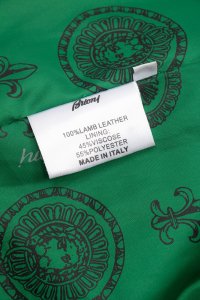 Brioni
100%LAMB LEATHER
LINING:
45%VISCOSE
55%POLYESTER
MADE IN ITALY